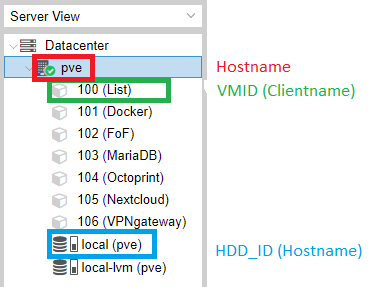 Server View
Datacenter
pve
Hostname
100 (List)
VMID (Clientname)
101 (Docker)
102 (FoF)
103 (MariaDB)
104 (Octoprint)
105 (Nextcloud)
106 (VPNgateway)
local (pve)
HDD_ID (Hostname)
local-lvm (pve)